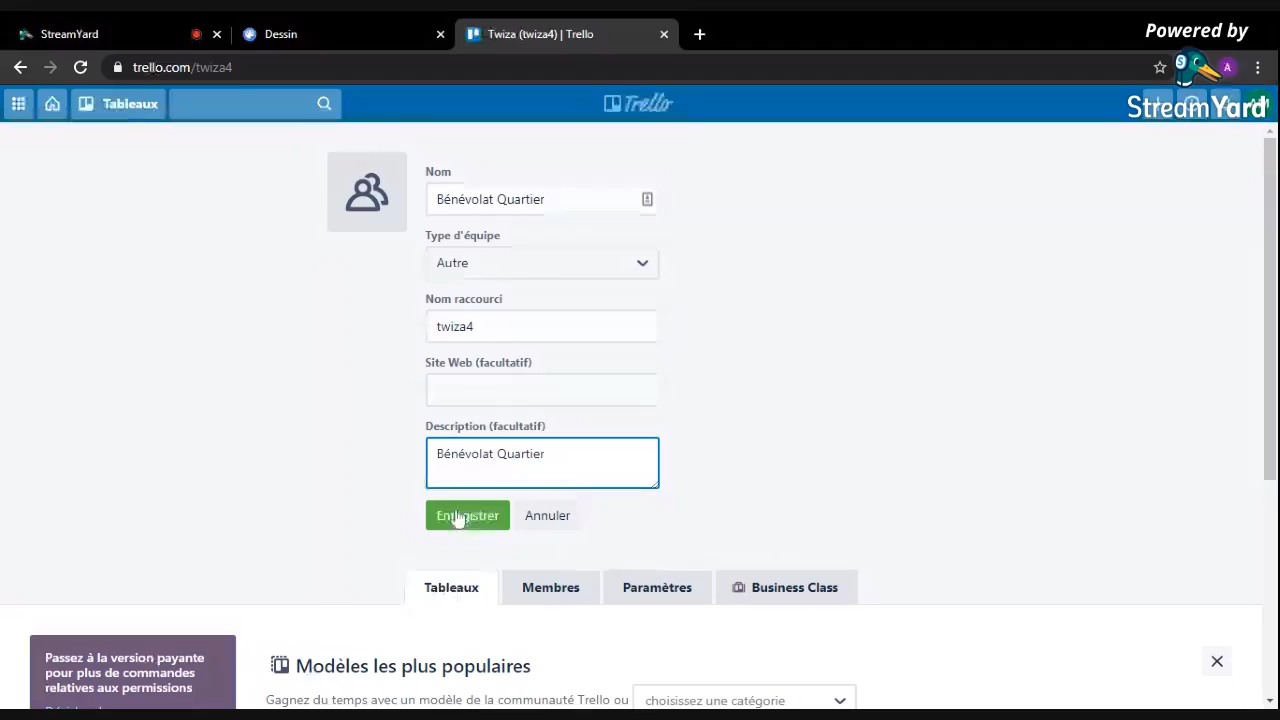 StreamYard
Dessin
Twiza (twiza4) | Trello
Powered by
trello.com/twiza4
A
Tableaux
Trello
StreamYard
Nom
Bénévolat Quartier
Type d'équipe
Autre
Nom raccourci
twiza4
Site Web (facultatif)
Description (facultatif)
Bénévolat Quartier
Enregistrer
Annuler
Tableaux
Membres
Paramètres
Business Class
Passez à la version payante
pour plus de commandes
relatives aux permissions
Modèles les plus populaires
Gagnez du temps avec un modèle de la communauté Trello ou
choisissez une catégorie